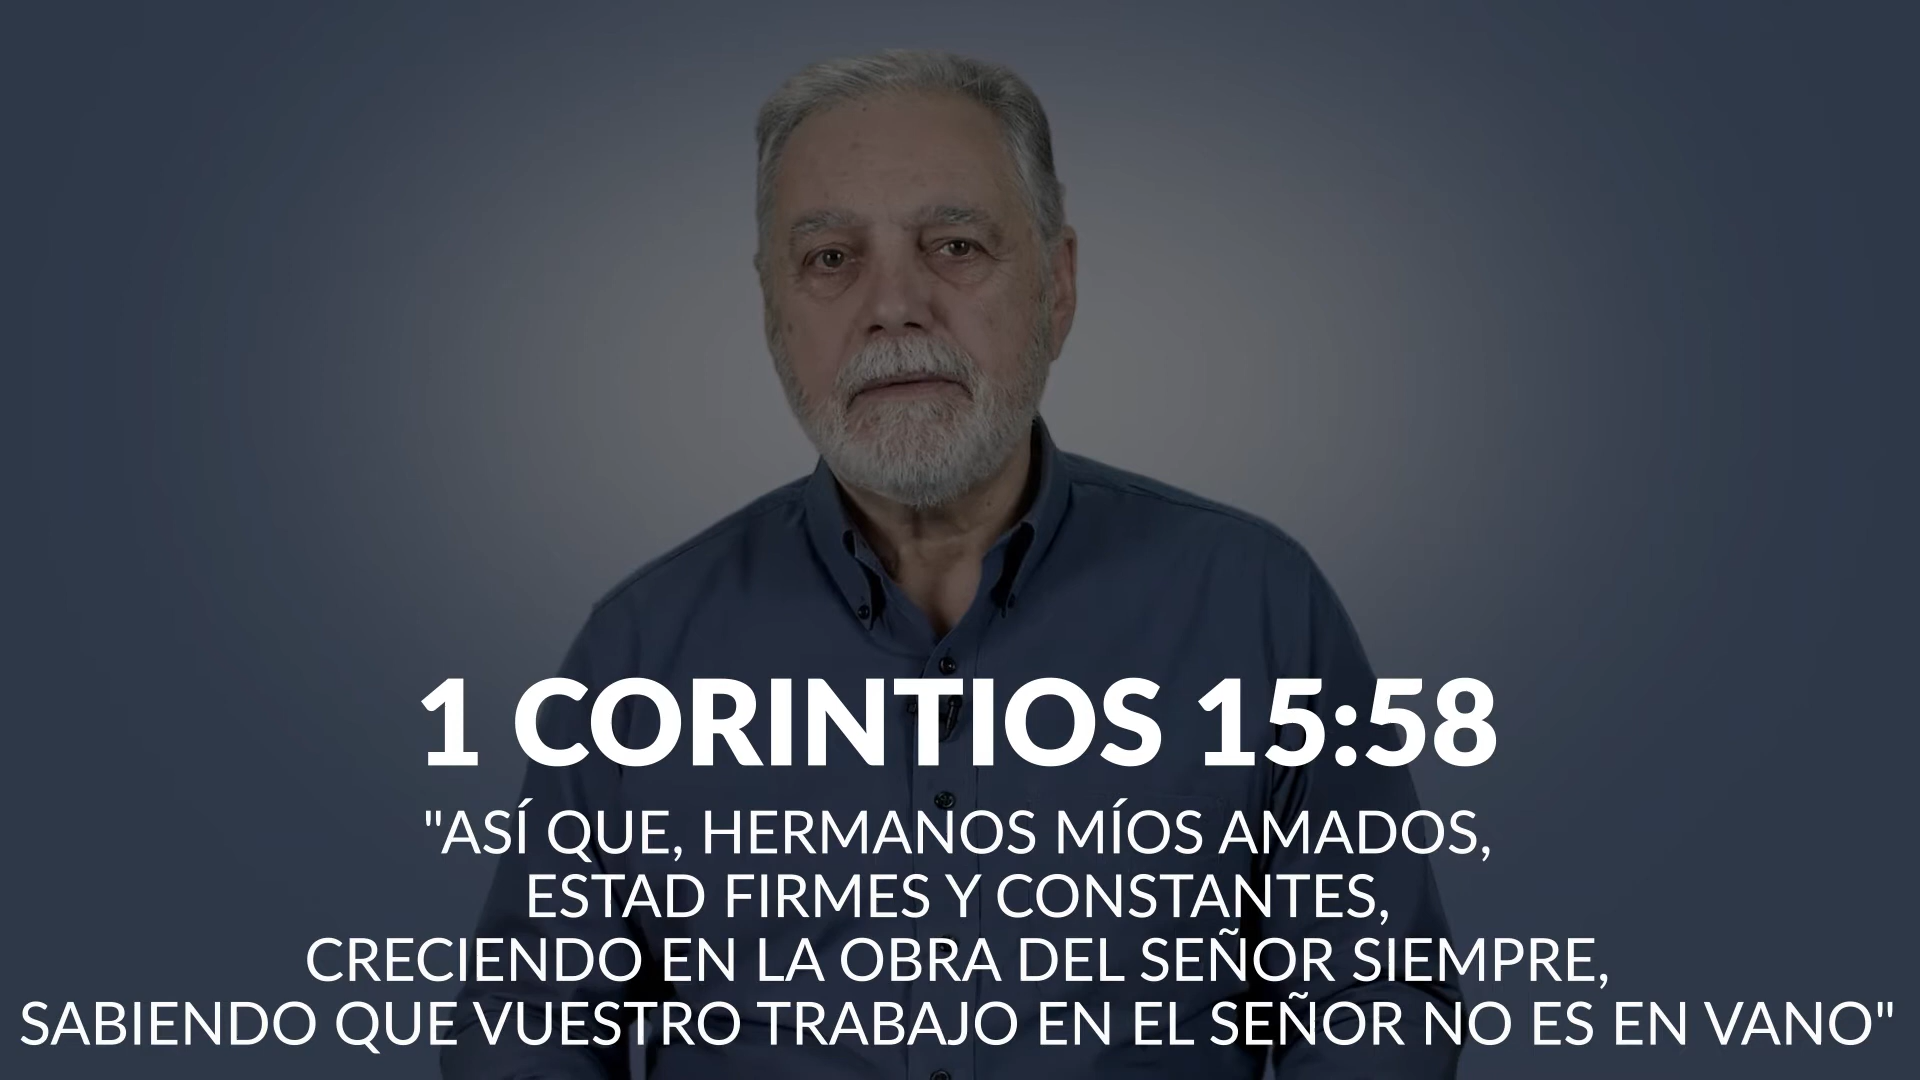 1 CORINTIOS 15:58
"ASÍ QUE, HERMANOS MÍOS AMADOS,
ESTAD FIRMES Y CONSTANTES,
CRECIENDO EN LA OBRA DEL SEÑOR SIEMPRE,
SABIENDO QUE VUESTRO TRABAJO EN EL SEÑOR NO ES EN VANO"